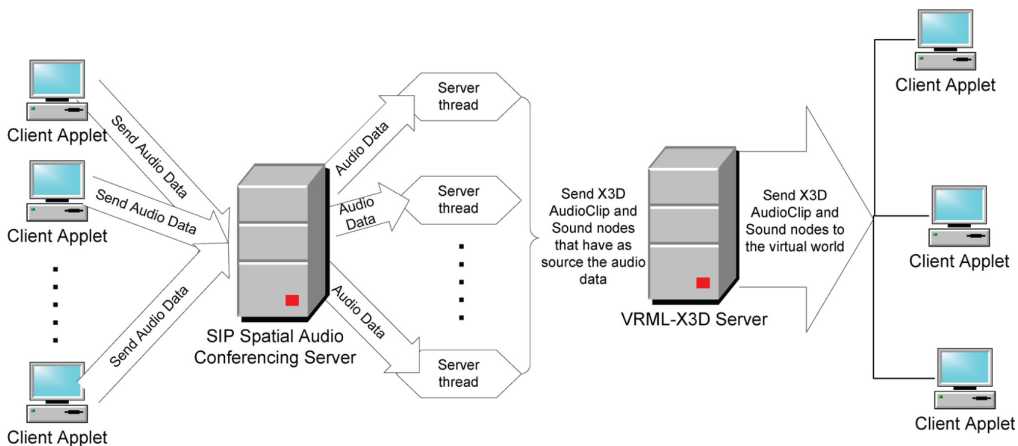 Client Applet
Client Applet
Client Applet
Send Audio Data
Send Audio Data
Send Audio Data
SIP Spatial Audio
Conferencing Server
Audio Data
Audio
Data
Audio Data
Server
thread
Server
thread
Server
thread
Send X3D
AudioClip and
Sound nodes
that have as
source the audio
data
VRML-X3D Server
Send X3D
AudioClip and
Sound nodes to
the virtual world
Client Applet
Client Applet
Client Applet